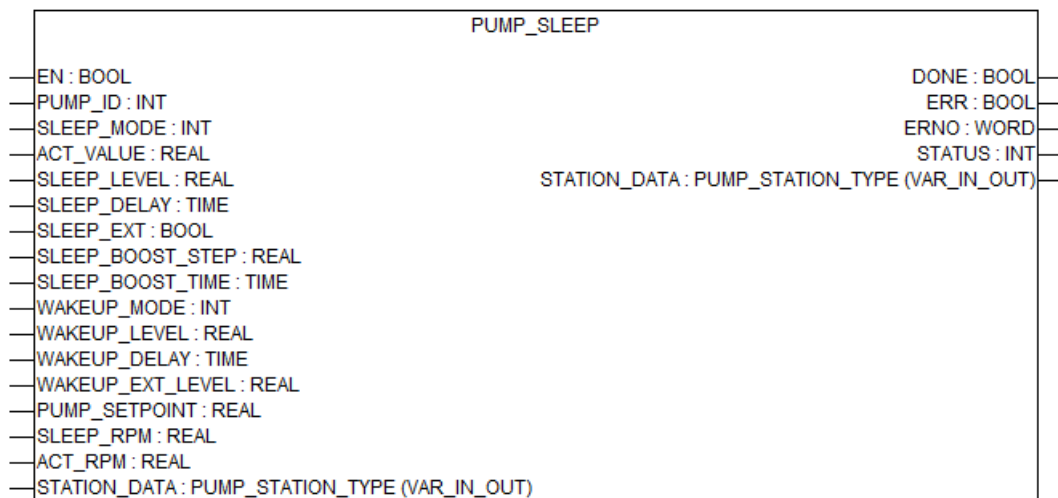 PUMP_SLEEP
EN : BOOL DONE : BOOL
PUMP_ID : INT ERR : BOOL
SLEEP_MODE : INT ERNO : WORD
ACT_VALUE : REAL STATUS : INT
SLEEP_LEVEL : REAL STATION_DATA : PUMP_STATION_TYPE (VAR_IN_OUT)
SLEEP_DELAY : TIME
SLEEP_EXT : BOOL
SLEEP_BOOST_STEP : REAL
SLEEP_BOOST_TIME : TIME
WAKEUP_MODE : INT
WAKEUP_LEVEL : REAL
WAKEUP_DELAY : TIME
WAKEUP_EXT_LEVEL : REAL
PUMP_SETPOINT : REAL
SLEEP_RPM : REAL
ACT_RPM : REAL
STATION_DATA : PUMP_STATION_TYPE (VAR_IN_OUT)